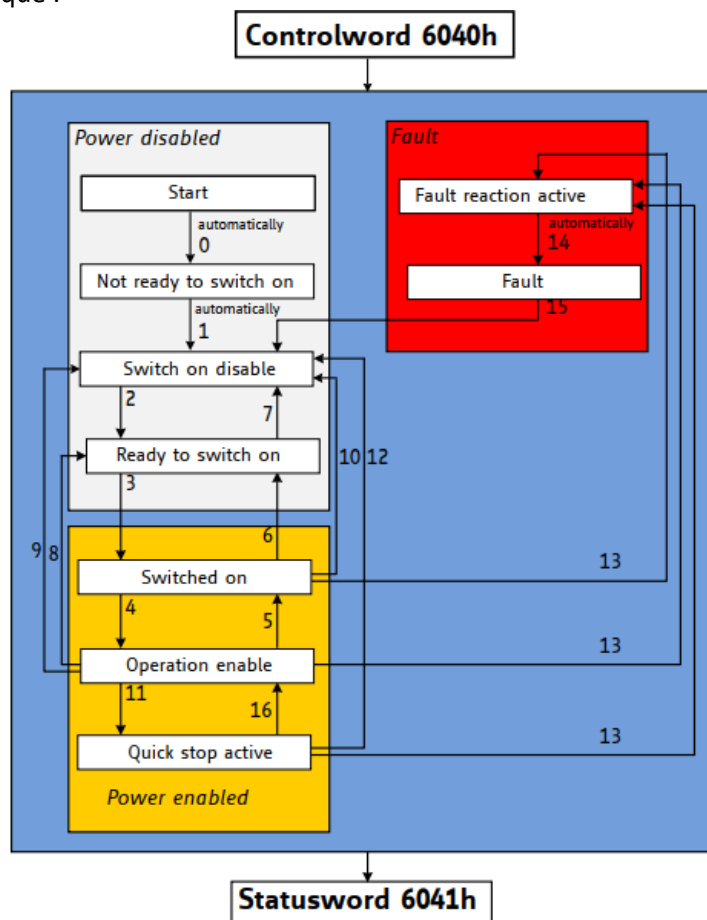 que :
Controlword 6040h
Power disabled
Start
automatically
0
Not ready to switch on
automatically
1
Switch on disable
2
7
Ready to switch on
3
10
12
9
8
6
Switched on
4
5
Operation enable
11
16
Quick stop active
Power enabled
Fault
Fault reaction active
automatically
14
Fault
15
13
13
13
Statusword 6041h